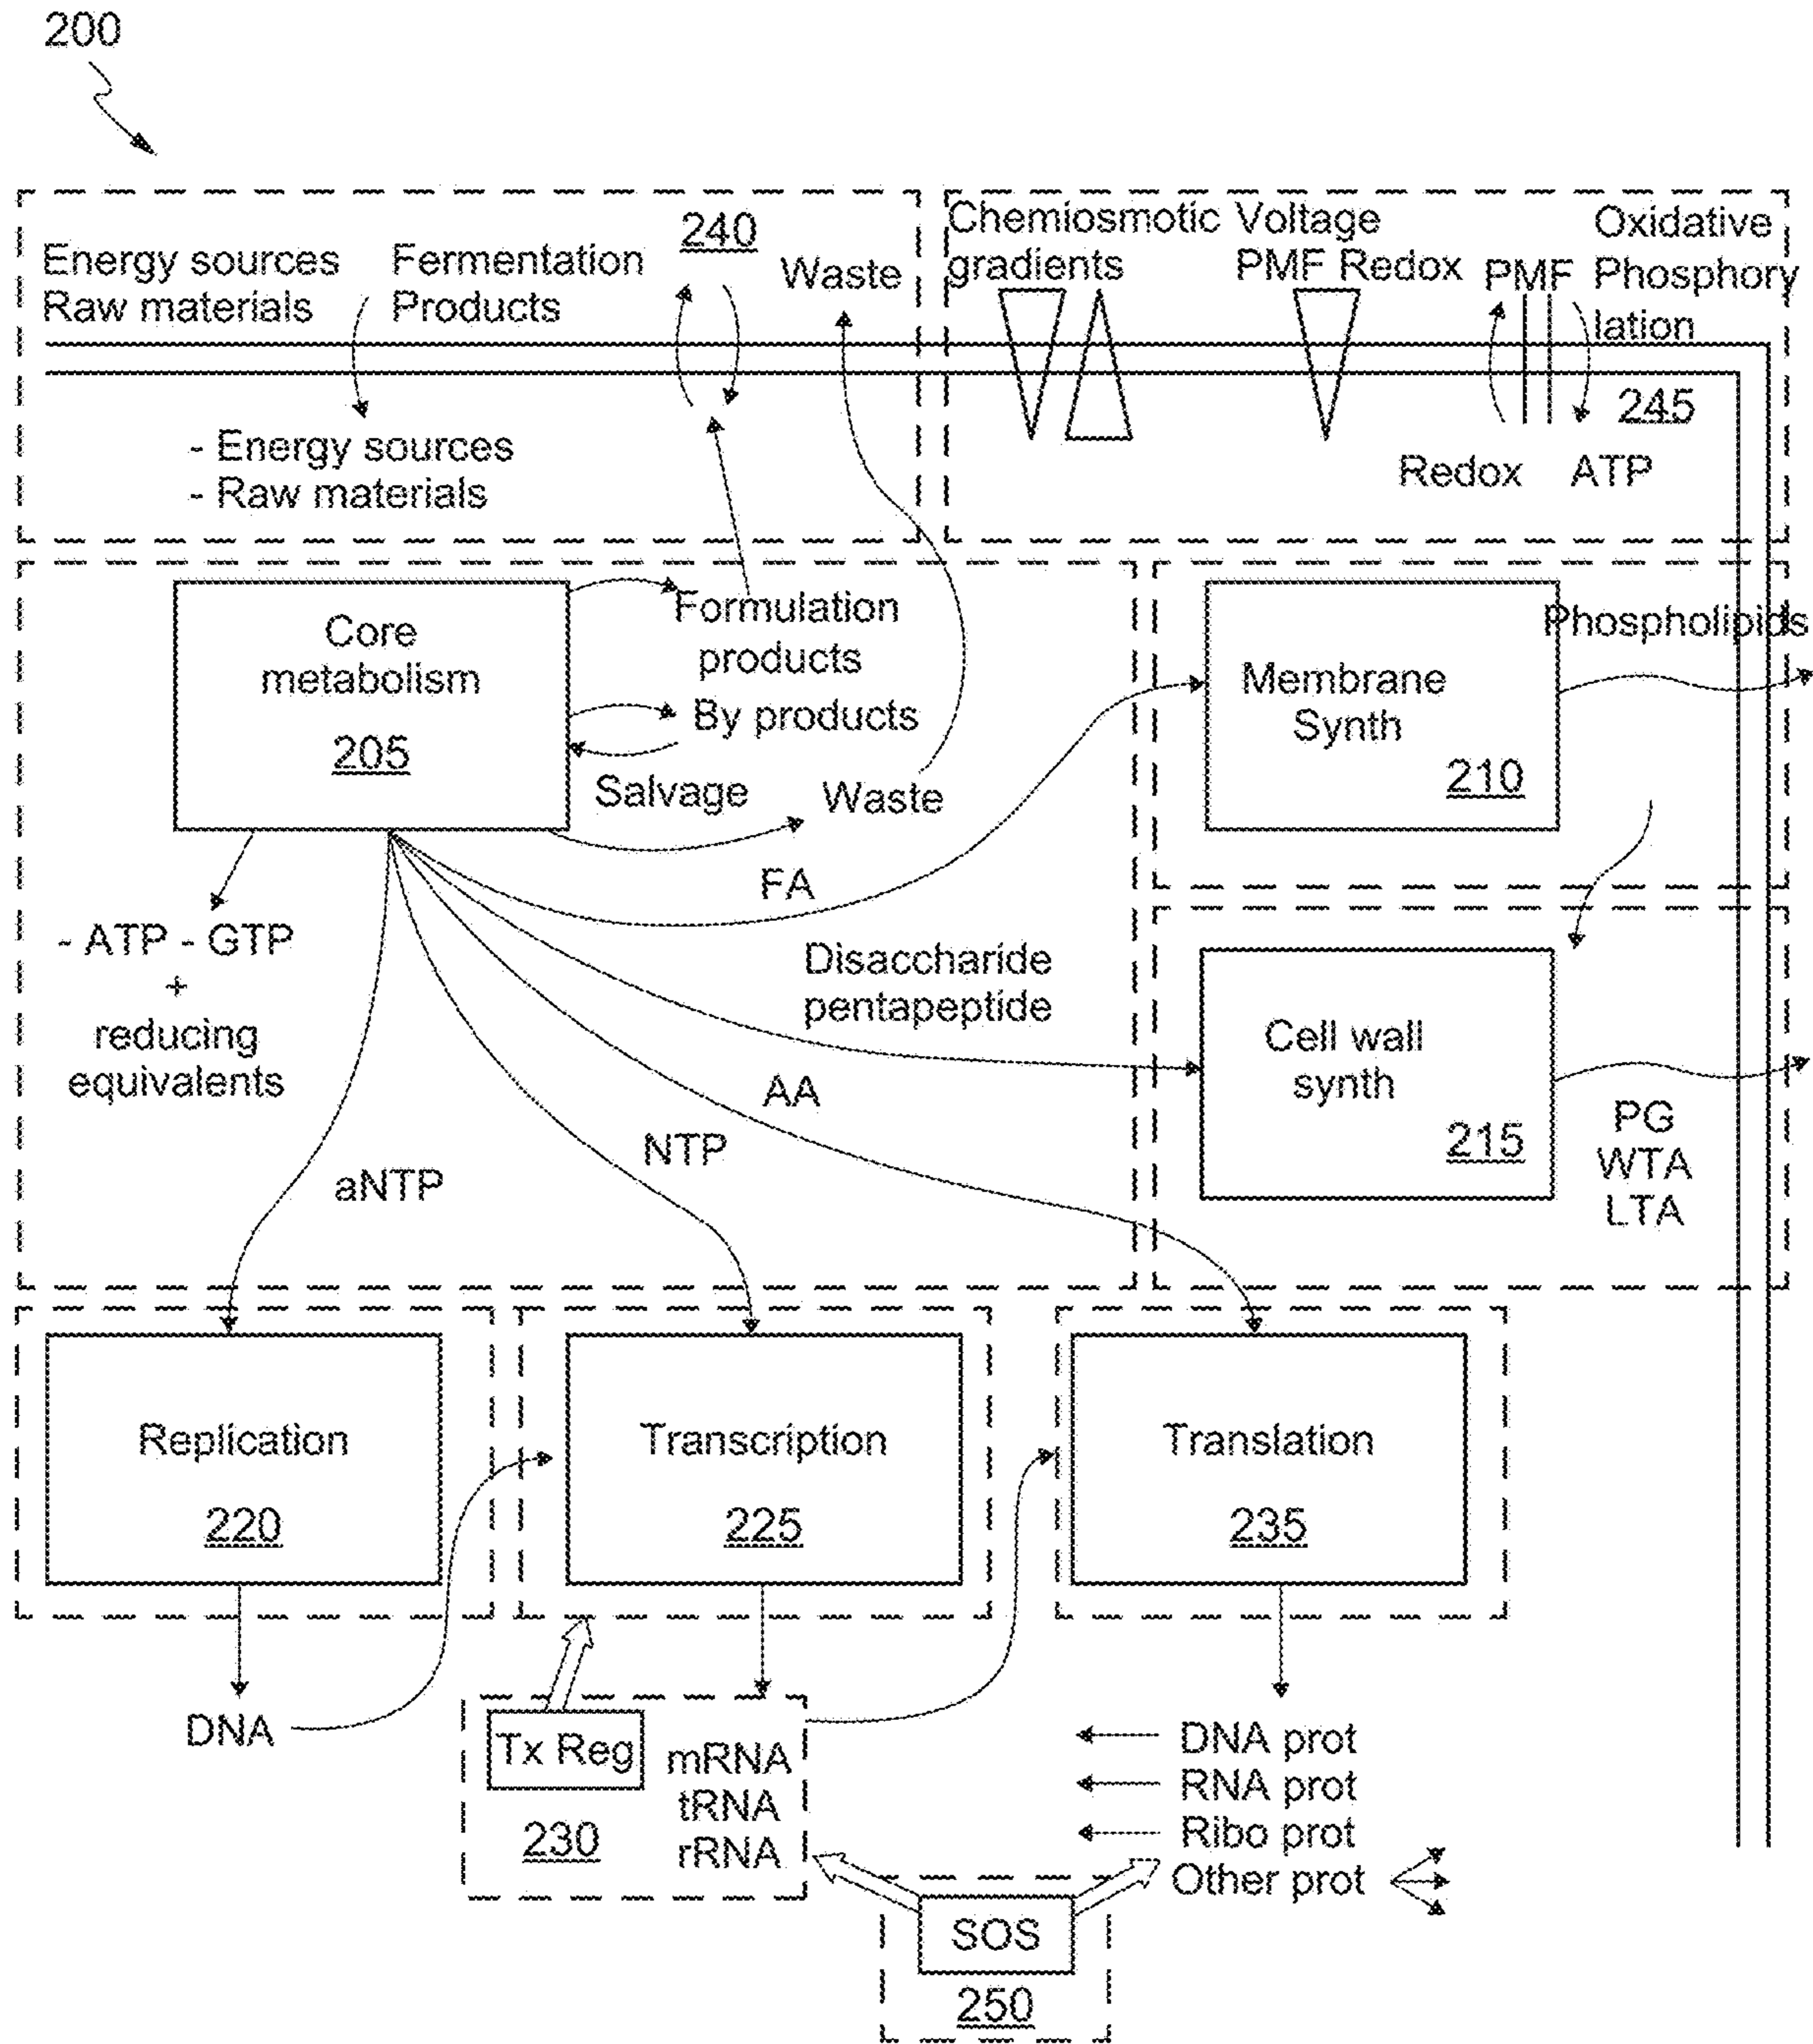 200
Energy sources
Raw materials
Fermentation
Products
240
Waste
Chemiosmotic
gradients
Voltage
PMF Redox
PMF
Oxidative
Phosphory
lation
245
Redox
ATP
- Energy sources
- Raw materials
Core
metabolism
205
Formulation
products
By products
Salvage
Waste
Membrane
Synth
210
Phospholipids
FA
- ATP - GTP
+
reducing
equivalents
Disaccharide
pentapeptide
Cell wall
synth
215
PG
WTA
LTA
AA
NTP
aNTP
Replication
220
Transcription
225
Translation
235
DNA
Tx Reg
230
mRNA
tRNA
rRNA
DNA prot
RNA prot
Ribo prot
Other prot
SOS
250